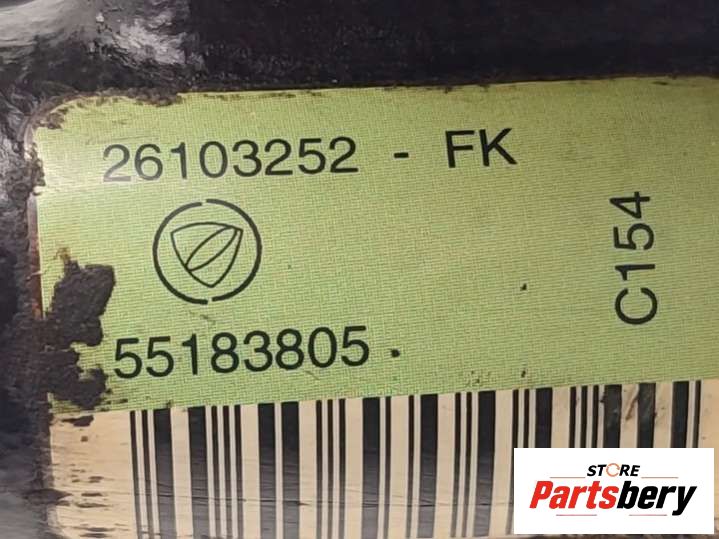 26103252 - FK
C154
55183805.
STORE
Partsbery